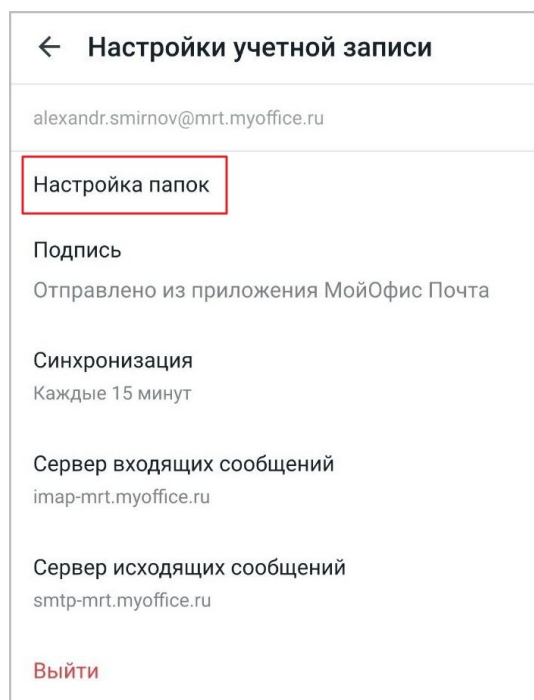 ← Настройки учетной записи
alexandr.smirnov@mrt.myoffice.ru
Настройка папок
Подпись
Отправлено из приложения МойОфис Почта
Синхронизация
Каждые 15 минут
Сервер входящих сообщений
imap-mrt.myoffice.ru
Сервер исходящих сообщений
smtp-mrt.myoffice.ru
Выйти